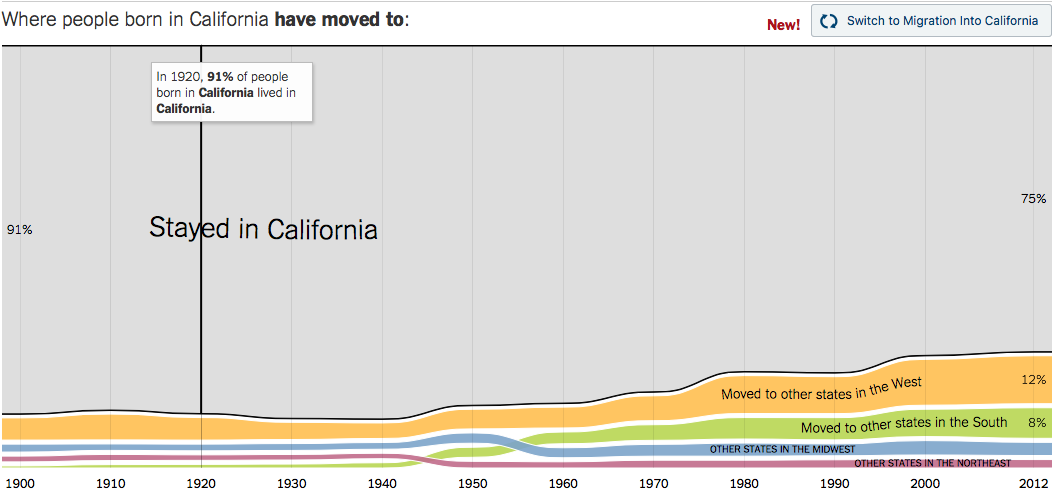 Where people born in California have moved to:
New!
Switch to Migration Into California
In 1920, 91% of people
born in California lived in
California.
75%
91%
Stayed in California
12%
Moved to other states in the West
8%
Moved to other states in the South
OTHER STATES IN THE MIDWEST
OTHER STATES IN THE NORTHEAST
1900 1910 1920 1930 1940 1950 1960 1970 1980 1990 2000 2012